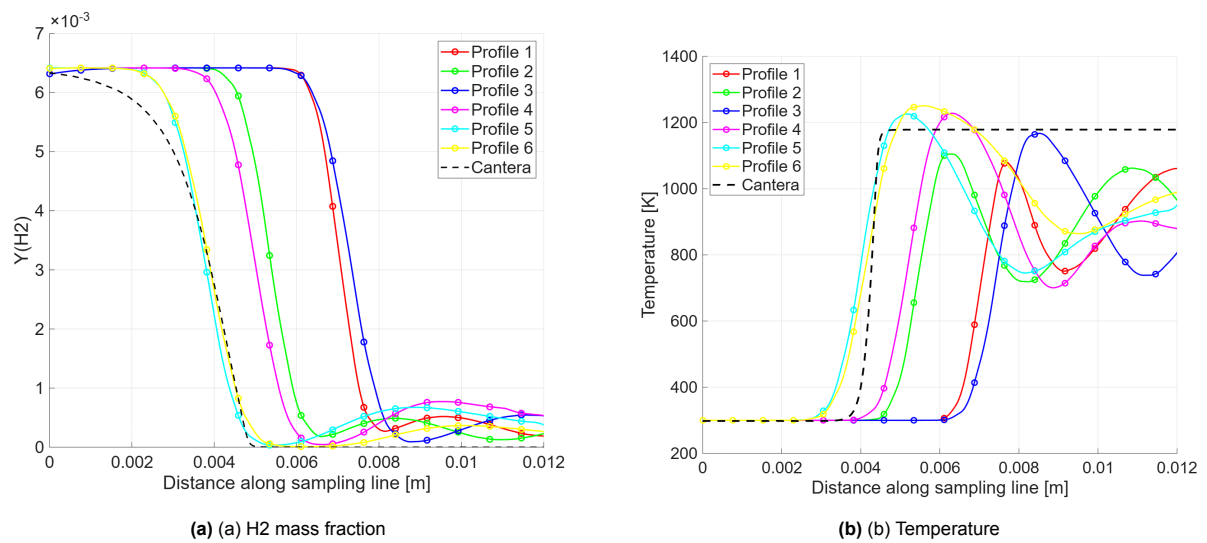 ×10⁻³
7
6
5
4
3
2
1
0
Y(H2)
0
0.002
0.004
0.006
0.008
0.01
0.012
Distance along sampling line [m]
Profile 1
Profile 2
Profile 3
Profile 4
Profile 5
Profile 6
Cantera
(a) (a) H2 mass fraction
1400
1200
1000
800
600
400
200
Temperature [K]
0
0.002
0.004
0.006
0.008
0.01
0.012
Distance along sampling line [m]
Profile 1
Profile 2
Profile 3
Profile 4
Profile 5
Profile 6
Cantera
(b) (b) Temperature